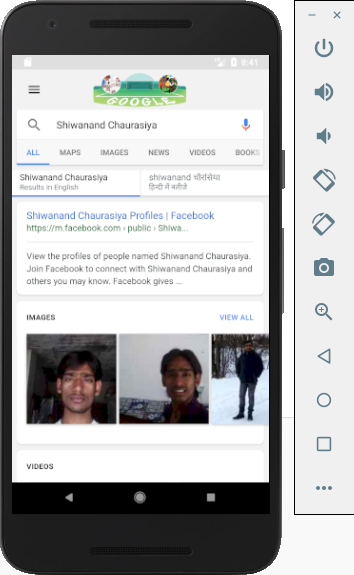 8:41
GOOGLE
Shiwanand Chaurasiya
ALL MAPS IMAGES NEWS VIDEOS BOOKS
Shiwanand Chaurasiya
Results in English
shiwanand चौरसिया
हिन्दी में नतीजे
Shiwanand Chaurasiya Profiles | Facebook
https://m.facebook.com › public › Shiwa...
View the profiles of people named Shiwanand Chaurasiya.
Join Facebook to connect with Shiwanand Chaurasiya and
others you may know. Facebook gives ...
IMAGES VIEW ALL
VIDEOS